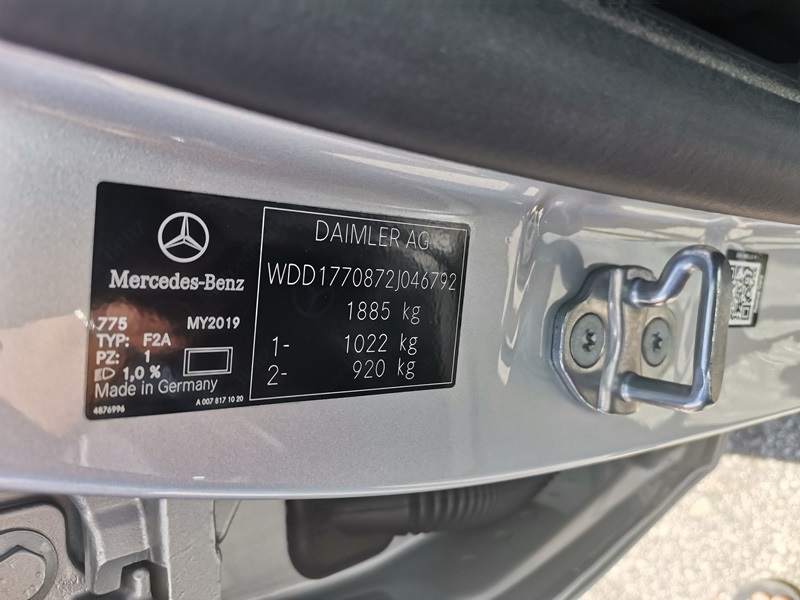 Mercedes-Benz
775 MY2019
TYP: F2A
PZ: 1
1,0 %
Made in Germany
4876996 A 007 817 10 20
DAIMLER AG
WDD1770872J046792
1885 kg
1- 1022 kg
2- 920 kg